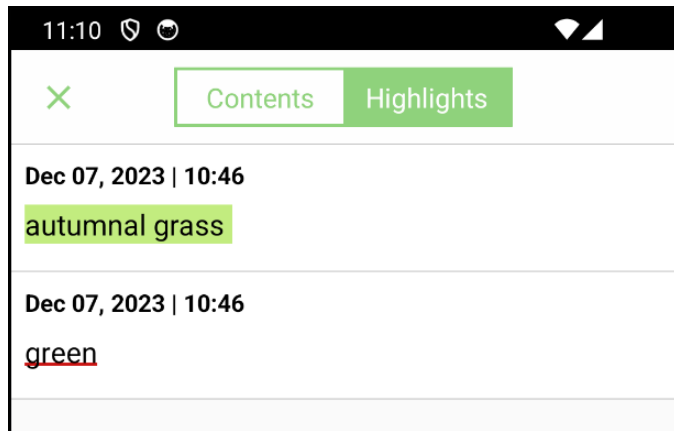 11:10
Contents Highlights
Dec 07, 2023 | 10:46
autumnal grass
Dec 07, 2023 | 10:46
green